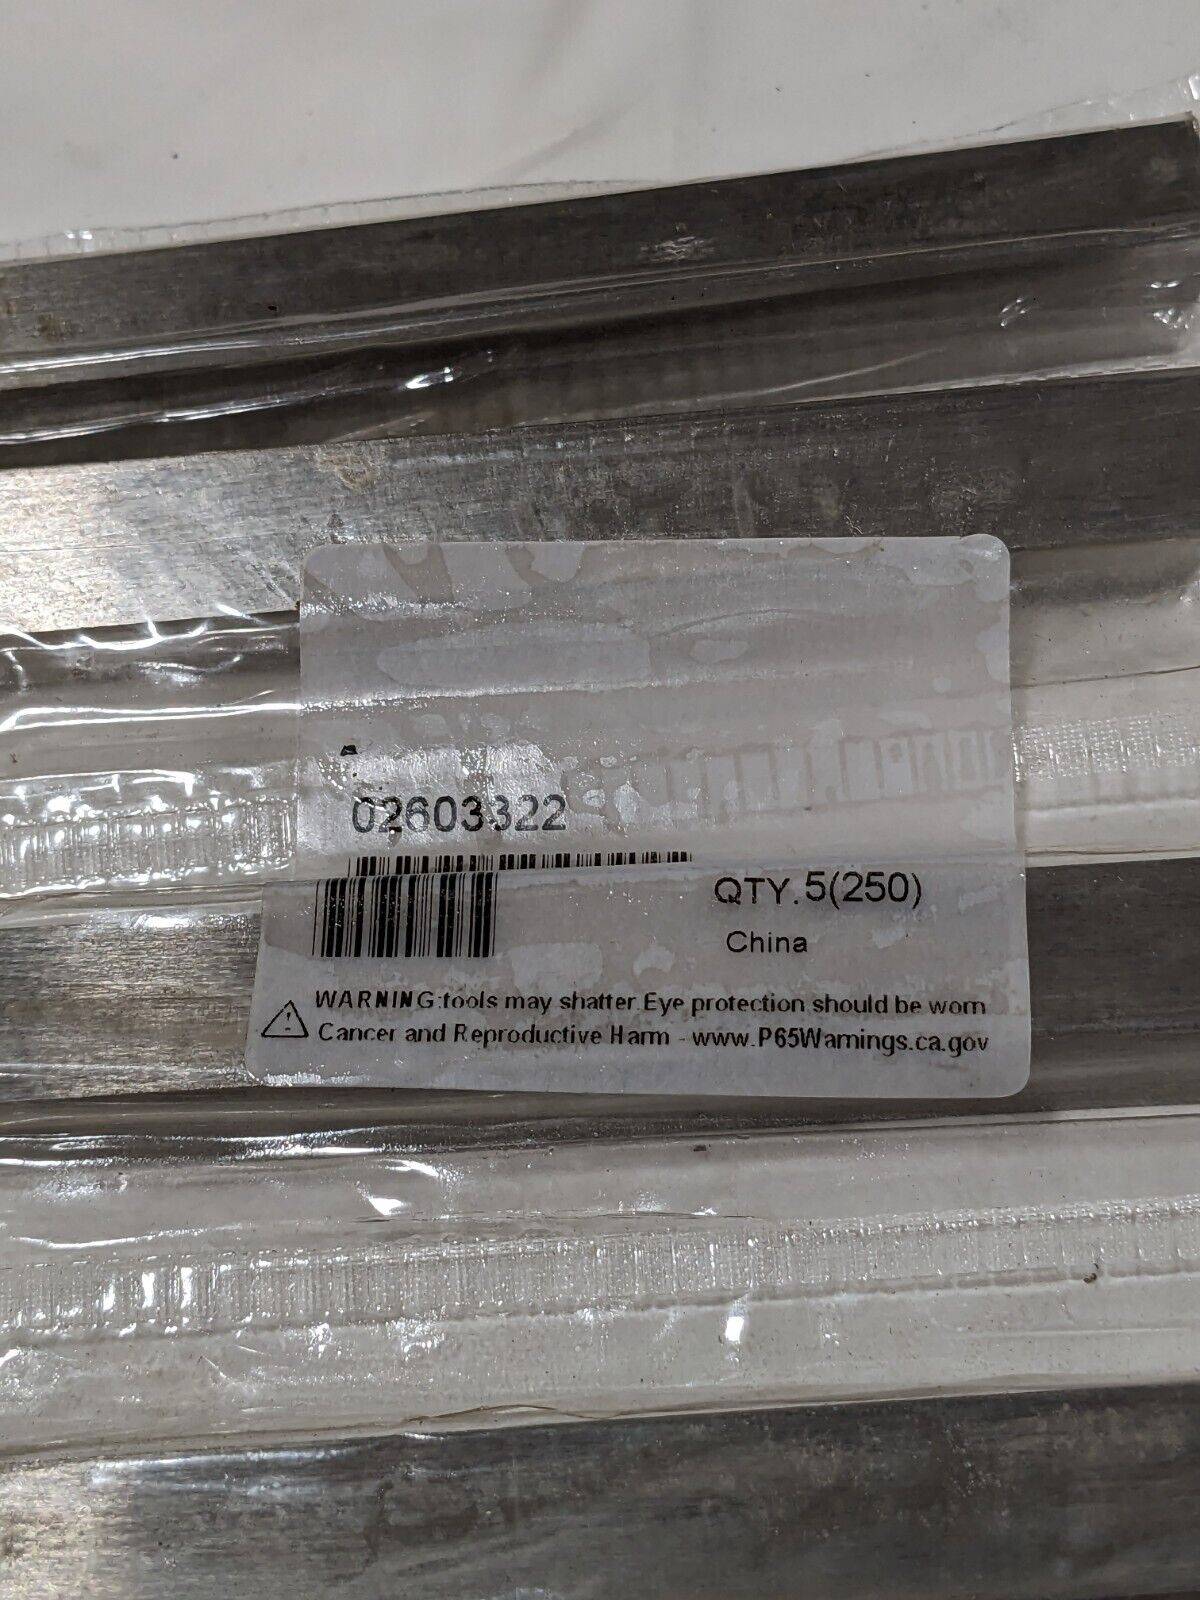 02603322
QTY. 5(250)
China
WARNING:tools may shatter.Eye protection should be worn
Cancer and Reproductive Harm - www.P65Warnings.ca.gov